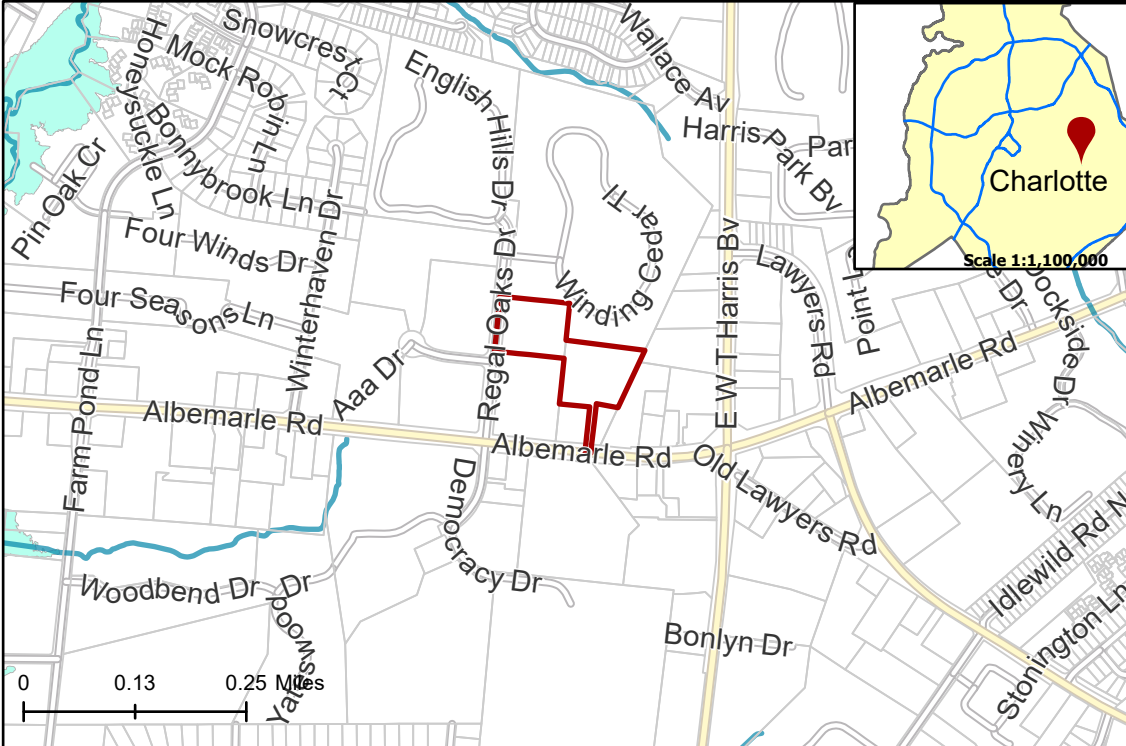 Snowcrest Ct
Mock Robin Ln
Honeysuckle Ln
Bonnybrook Ln
Pin Oak Cr
Four Winds Dr
Four Seasons Ln
Winterhaven Dr
Farm Pond Ln
Aaa Dr
English Hills Dr
Regal Oaks Dr
Winding Cedar Tl
Wallace Av
Harris Park Bv
Par
E W T Harris Bv
Lawyers Rd
Point
Dr
Dockside Dr
Winery Ln
Albemarle Rd
Albemarle Rd
Albemarle Rd
Old Lawyers Rd
Democracy Dr
Woodbend Dr
Yateswood Dr
Bonlyn Dr
Idlewild Rd N
Stonington Ln
Charlotte
Scale 1:1,100,000
0 0.13 0.25 Miles